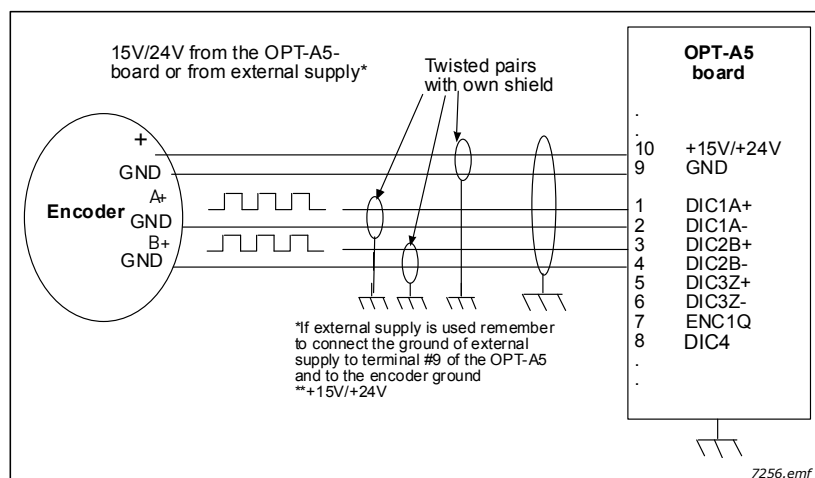 15V/24V from the OPT-A5-
board or from external supply*
Twisted pairs
with own shield
OPT-A5
board
.
.
+
GND
A+
GND
B+
GND
Encoder
10 +15V/+24V
9 GND
1 DIC1A+
2 DIC1A-
3 DIC2B+
4 DIC2B-
5 DIC3Z+
6 DIC3Z-
7 ENC1Q
8 DIC4
.
.
*If external supply is used remember
to connect the ground of external
supply to terminal #9 of the OPT-A5
and to the encoder ground
**+15V/+24V
7256.emf